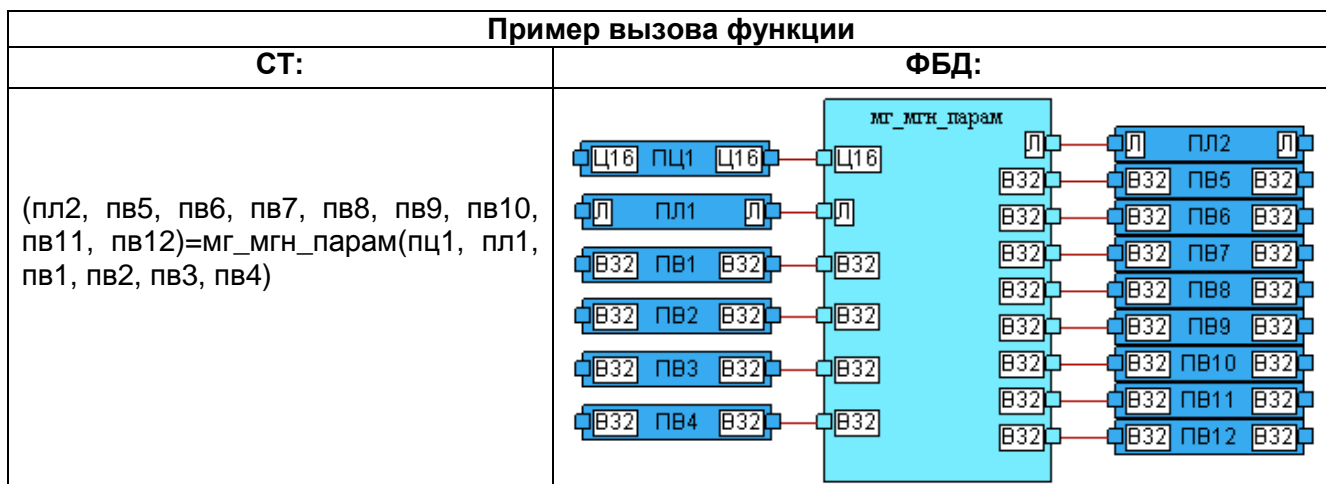 Пример вызова функции
СТ:
ФБД:
(пл2, пв5, пв6, пв7, пв8, пв9, пв10,
пв11, пв12)=мг_мгн_парам(пц1, пл1,
пв1, пв2, пв3, пв4)
мг_мгн_парам
Ц16 ПЦ1 Ц16 Ц16
Л ПЛ1 Л Л
В32 ПВ1 В32 В32
В32 ПВ2 В32 В32
В32 ПВ3 В32 В32
В32 ПВ4 В32 В32
Л Л ПЛ2 Л
В32 В32 ПВ5 В32
В32 В32 ПВ6 В32
В32 В32 ПВ7 В32
В32 В32 ПВ8 В32
В32 В32 ПВ9 В32
В32 В32 ПВ10 В32
В32 В32 ПВ11 В32
В32 В32 ПВ12 В32